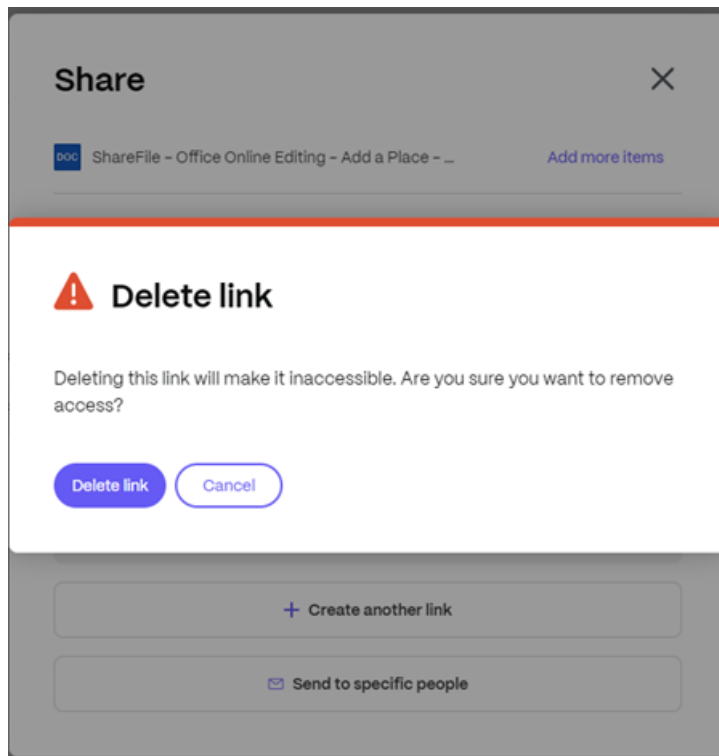 Share
DOC ShareFile – Office Online Editing – Add a Place – ... Add more items
Delete link
Deleting this link will make it inaccessible. Are you sure you want to remove
access?
Delete link Cancel
+ Create another link
Send to specific people